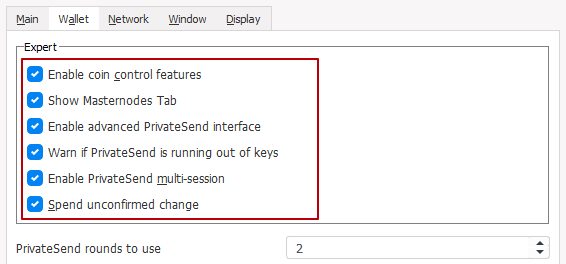 Main Wallet Network Window Display
Expert
Enable coin control features
Show Masternodes Tab
Enable advanced PrivateSend interface
Warn if PrivateSend is running out of keys
Enable PrivateSend multi-session
Spend unconfirmed change
PrivateSend rounds to use 2